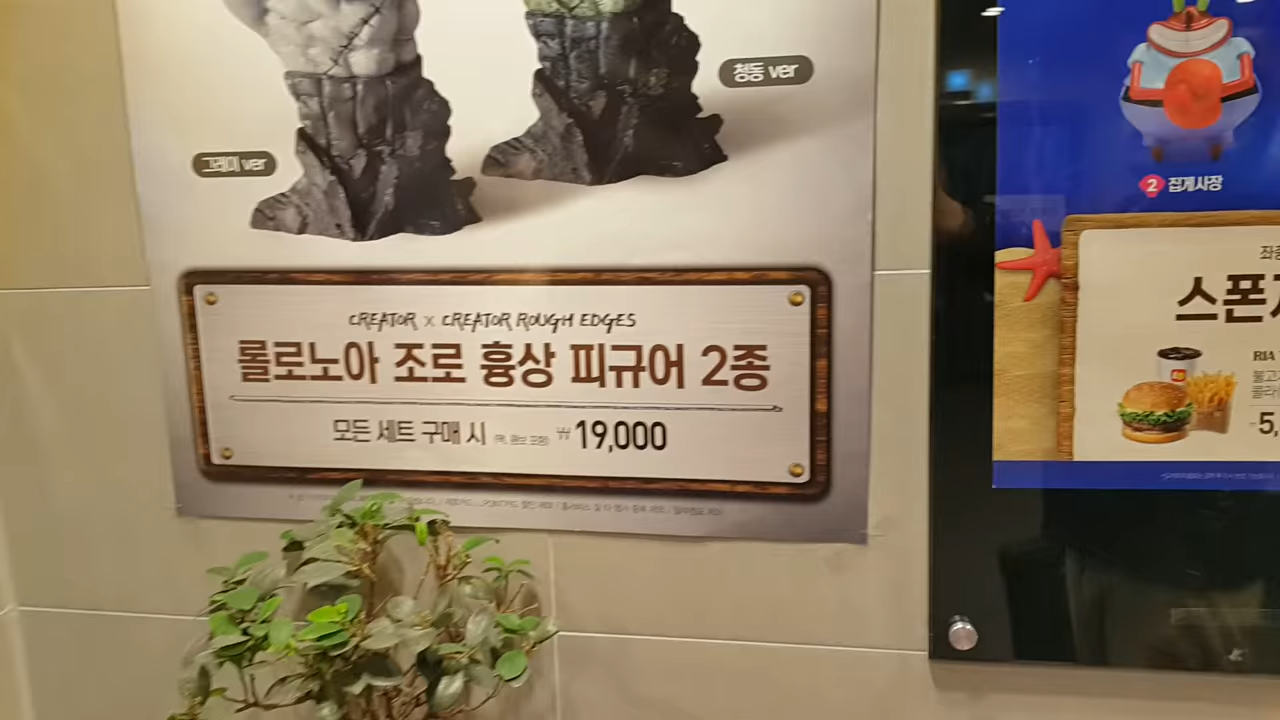 청동 ver
그레이 ver
CREATOR x CREATOR ROUGH EDGES
롤로노아 조로 흉상 피규어 2종
모든 세트 구매 시 ₩19,000
2 집게사장
스폰
RIA
5,